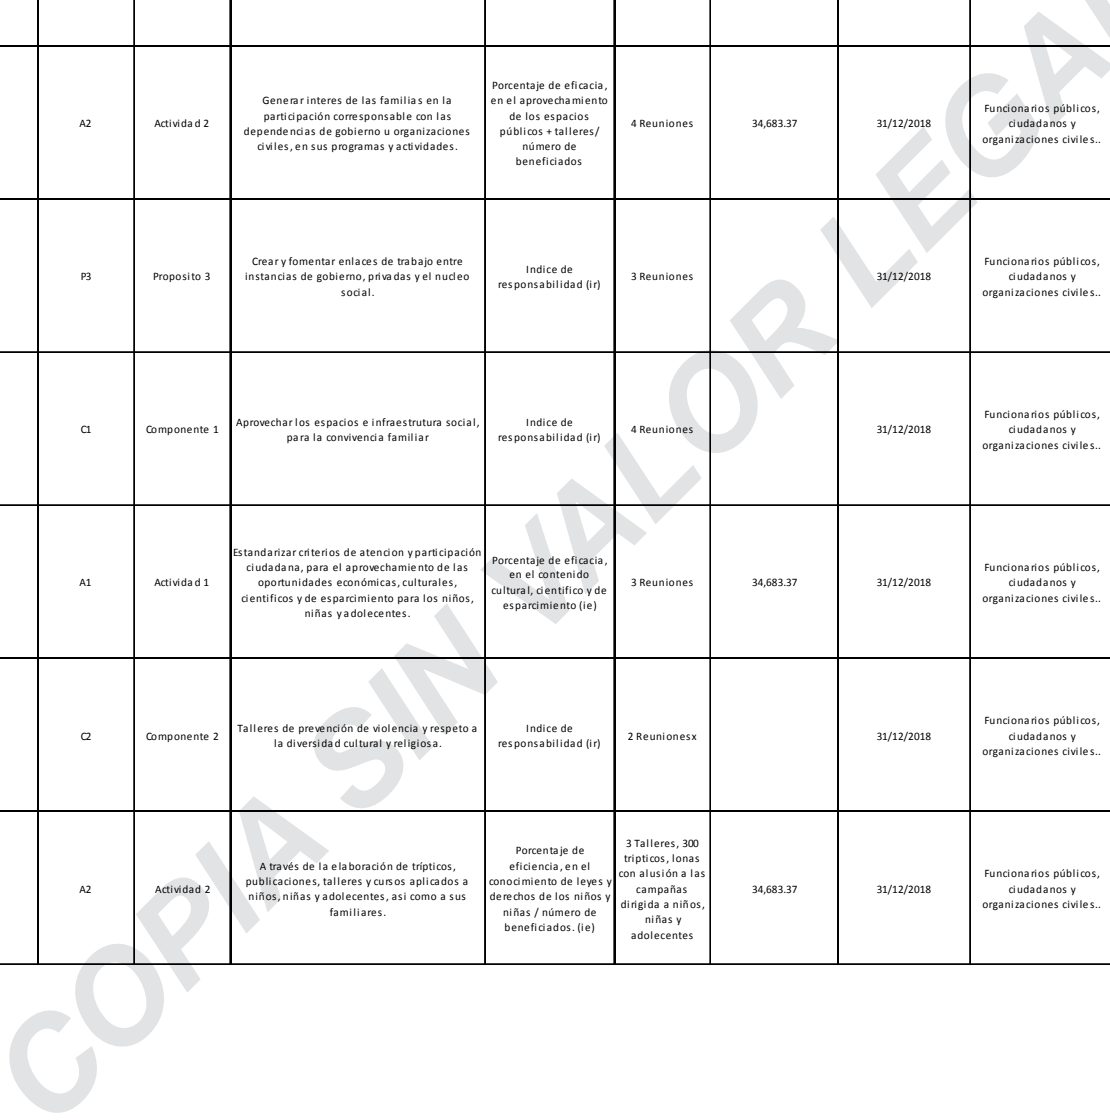 A2
Actividad 2
Generar interes de las familias en la
participación corresponsable con las
dependencias de gobierno u organizaciones
civiles, en sus programas y actividades.
Porcentaje de eficacia,
en el aprovechamiento
de los espacios
públicos + talleres/
número de
beneficiados
4 Reuniones
34,683.37
31/12/2018
Funcionarios públicos,
ciudadanos y
organizaciones civiles..
P3
Proposito 3
Crear y fomentar enlaces de trabajo entre
instancias de gobierno, privadas y el nucleo
social.
Indice de
responsabilidad (ir)
3 Reuniones
31/12/2018
Funcionarios públicos,
ciudadanos y
organizaciones civiles..
C1
Componente 1
Aprovechar los espacios e infraestrutura social,
para la convivencia familiar
Indice de
responsabilidad (ir)
4 Reuniones
31/12/2018
Funcionarios públicos,
ciudadanos y
organizaciones civiles..
A1
Actividad 1
Estandarizar criterios de atencion y participación
ciudadana, para el aprovechamiento de las
oportunidades económicas, culturales,
cientificos y de esparcimiento para los niños,
niñas y adolecentes.
Porcentaje de eficacia,
en el contenido
cultural, cientifico y de
esparcimiento (ie)
3 Reuniones
34,683.37
31/12/2018
Funcionarios públicos,
ciudadanos y
organizaciones civiles..
C2
Componente 2
Talleres de prevención de violencia y respeto a
la diversidad cultural y religiosa.
Indice de
responsabilidad (ir)
2 Reunionesx
31/12/2018
Funcionarios públicos,
ciudadanos y
organizaciones civiles..
A2
Actividad 2
A través de la elaboración de trípticos,
publicaciones, talleres y cursos aplicados a
niños, niñas y adolecentes, asi como a sus
familiares.
Porcentaje de
eficiencia, en el
conocimiento de leyes y
derechos de los niños y
niñas / número de
beneficiados. (ie)
3 Talleres, 300
tripticos, lonas
con alusión a las
campañas
dirigida a niños,
niñas y
adolecentes
34,683.37
31/12/2018
Funcionarios públicos,
ciudadanos y
organizaciones civiles..
COPIA SIN VALOR LEGAL